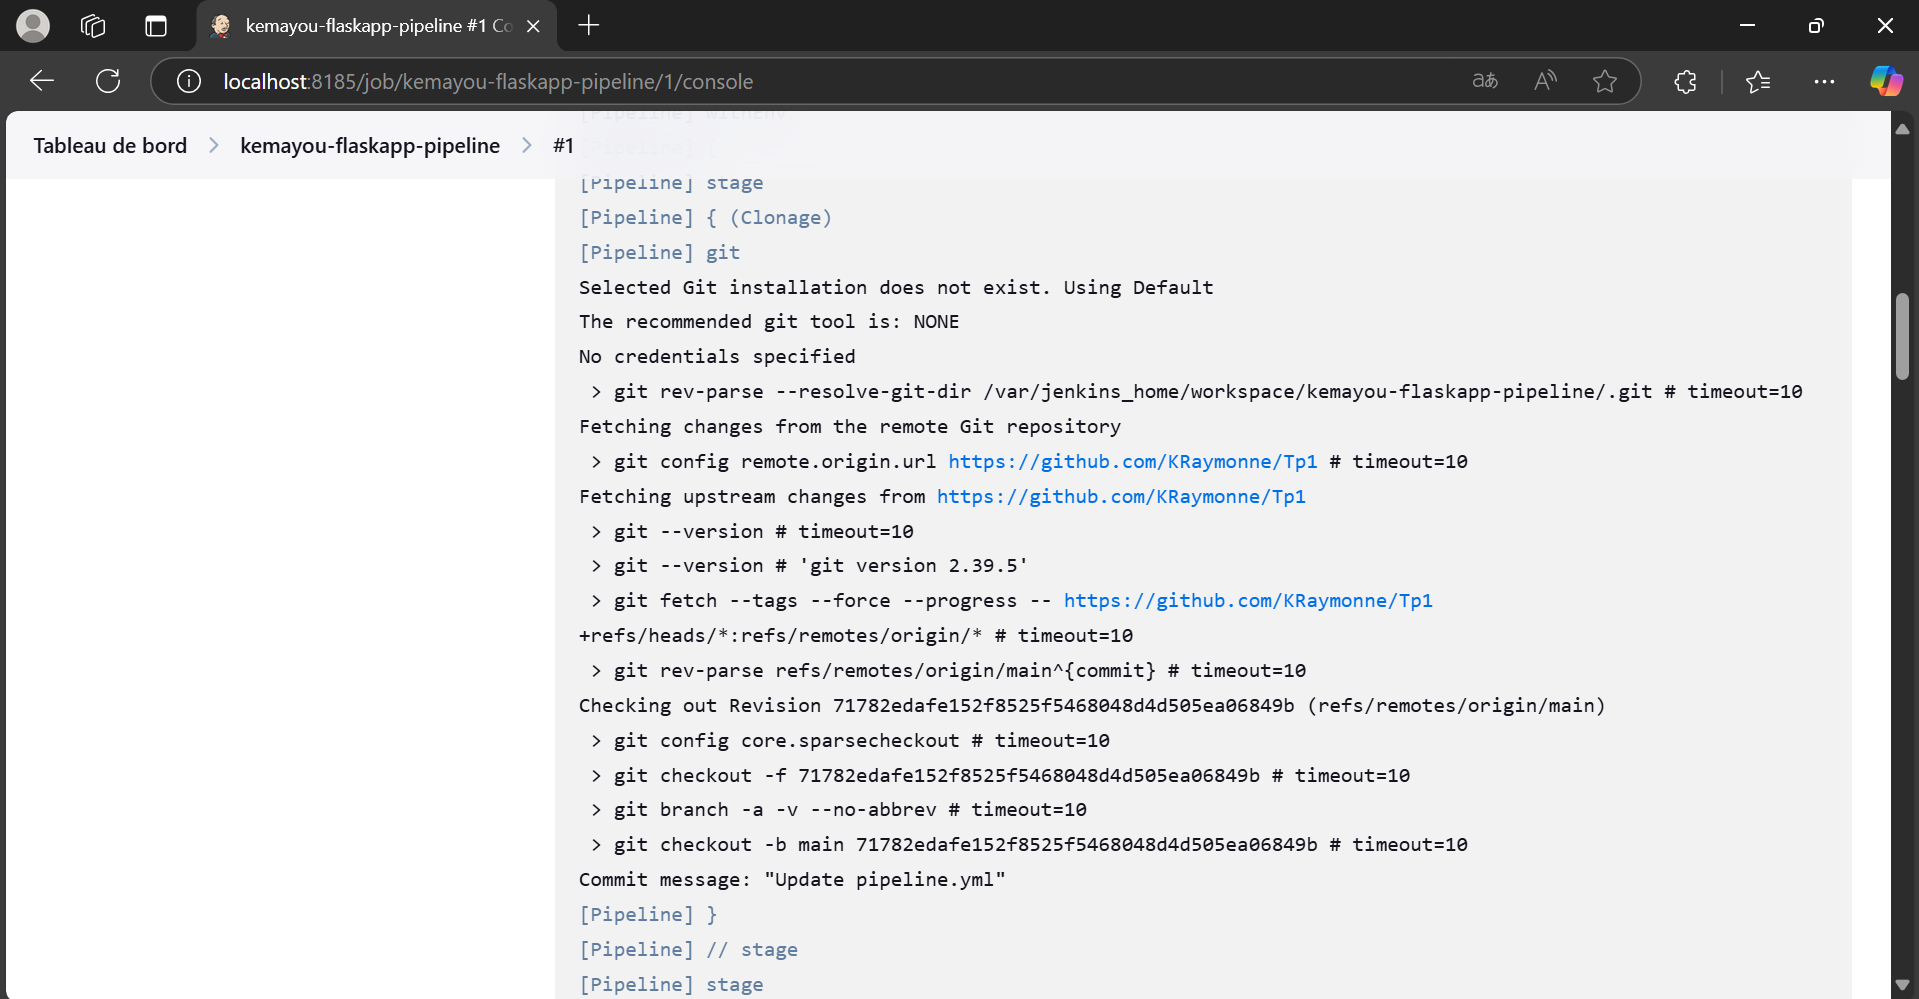 kemayou-flaskapp-pipeline #1 Co
localhost:8185/job/kemayou-flaskapp-pipeline/1/console
[Pipeline] withEnv
Tableau de bord > kemayou-flaskapp-pipeline > #1
[Pipeline] {
[Pipeline] stage
[Pipeline] { (Clonage)
[Pipeline] git
Selected Git installation does not exist. Using Default
The recommended git tool is: NONE
No credentials specified
 > git rev-parse --resolve-git-dir /var/jenkins_home/workspace/kemayou-flaskapp-pipeline/.git # timeout=10
Fetching changes from the remote Git repository
 > git config remote.origin.url https://github.com/KRaymonne/Tp1 # timeout=10
Fetching upstream changes from https://github.com/KRaymonne/Tp1
 > git --version # timeout=10
 > git --version # 'git version 2.39.5'
 > git fetch --tags --force --progress -- https://github.com/KRaymonne/Tp1
+refs/heads/*:refs/remotes/origin/* # timeout=10
 > git rev-parse refs/remotes/origin/main^{commit} # timeout=10
Checking out Revision 71782edafe152f8525f5468048d4d505ea06849b (refs/remotes/origin/main)
 > git config core.sparsecheckout # timeout=10
 > git checkout -f 71782edafe152f8525f5468048d4d505ea06849b # timeout=10
 > git branch -a -v --no-abbrev # timeout=10
 > git checkout -b main 71782edafe152f8525f5468048d4d505ea06849b # timeout=10
Commit message: "Update pipeline.yml"
[Pipeline] }
[Pipeline] // stage
[Pipeline] stage